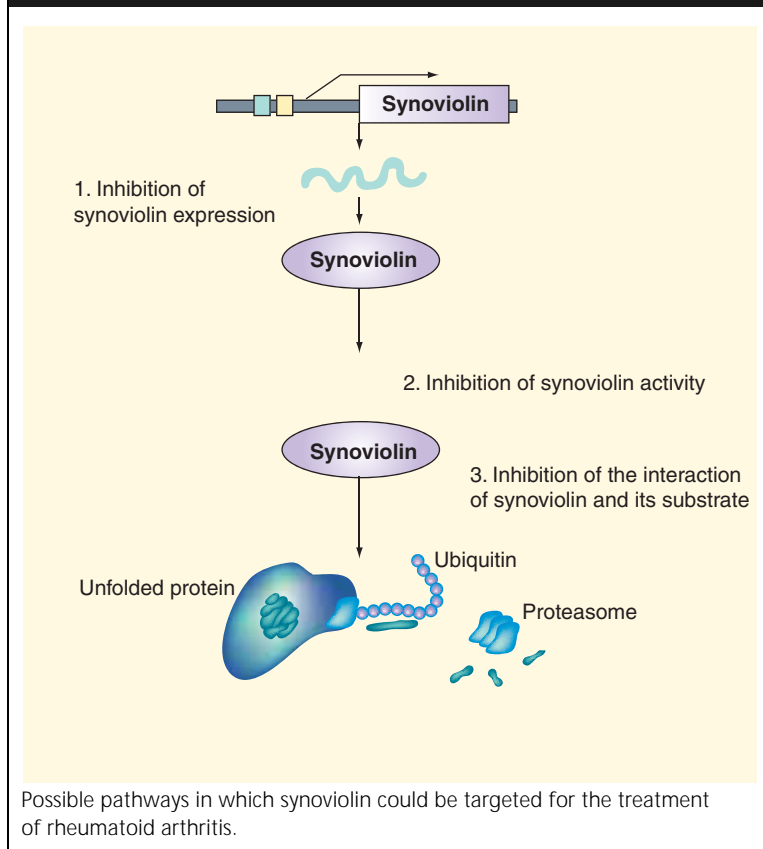 Synoviolin
1. Inhibition of
synoviolin expression
Synoviolin
2. Inhibition of synoviolin activity
Synoviolin
3. Inhibition of the interaction
of synoviolin and its substrate
Ubiquitin
Unfolded protein
Proteasome
Possible pathways in which synoviolin could be targeted for the treatment
of rheumatoid arthritis.